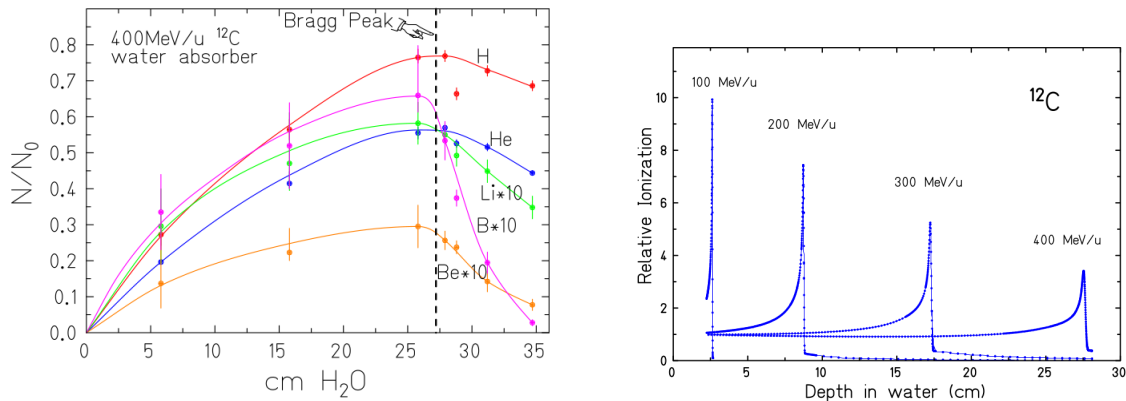 Bragg Peak
400MeV/u ¹²C
water absorber
H
He
Li*10
B*10
Be*10
N/N₀
0.8
0.7
0.6
0.5
0.4
0.3
0.2
0.1
0.0
0 5 10 15 20 25 30 35
cm H₂O
¹²C
100 MeV/u
200 MeV/u
300 MeV/u
400 MeV/u
Relative Ionization
12
10
8
6
4
2
0
0 5 10 15 20 25 30
Depth in water (cm)